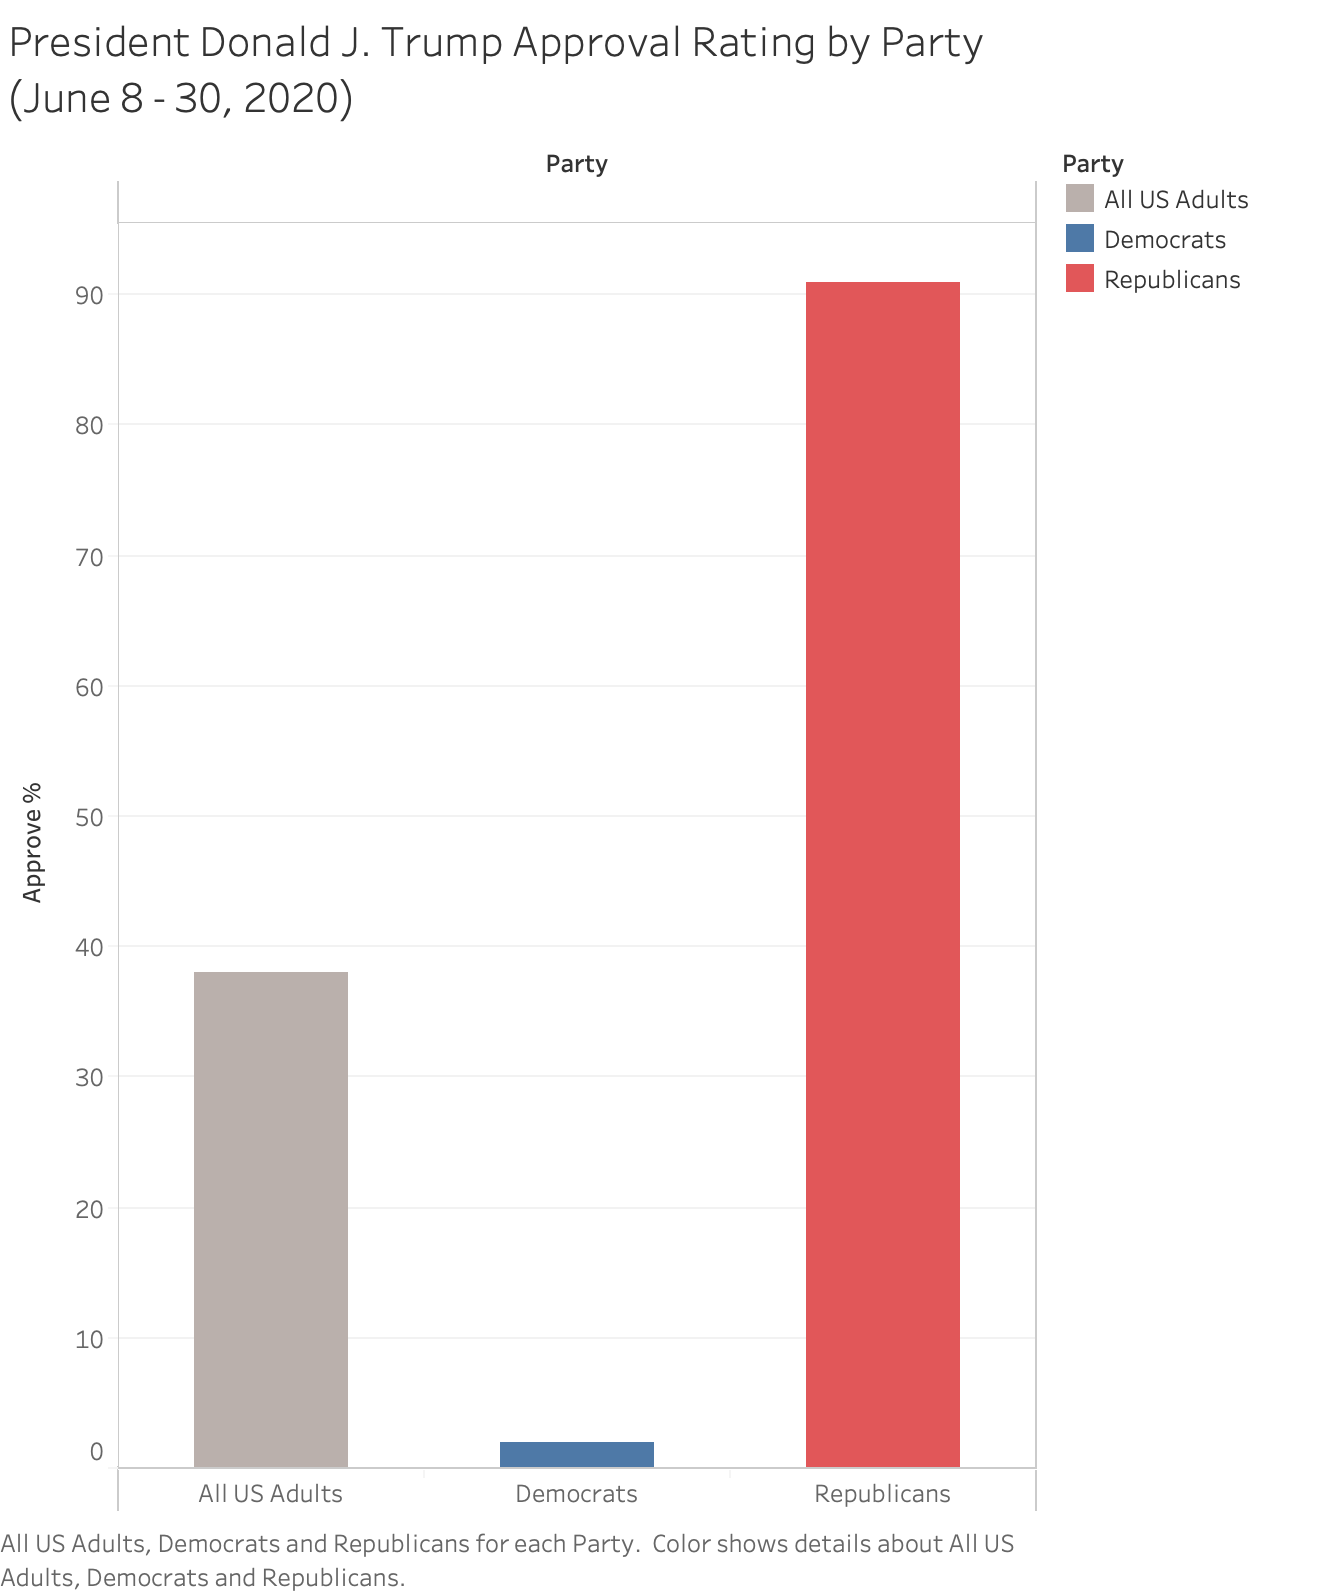 President Donald J. Trump Approval Rating by Party
(June 8 - 30, 2020)
Party
Party
All US Adults
Democrats
Republicans
90
80
70
60
50
40
30
20
10
0
Approve %
All US Adults
Democrats
Republicans
All US Adults, Democrats and Republicans for each Party.  Color shows details about All US
Adults, Democrats and Republicans.